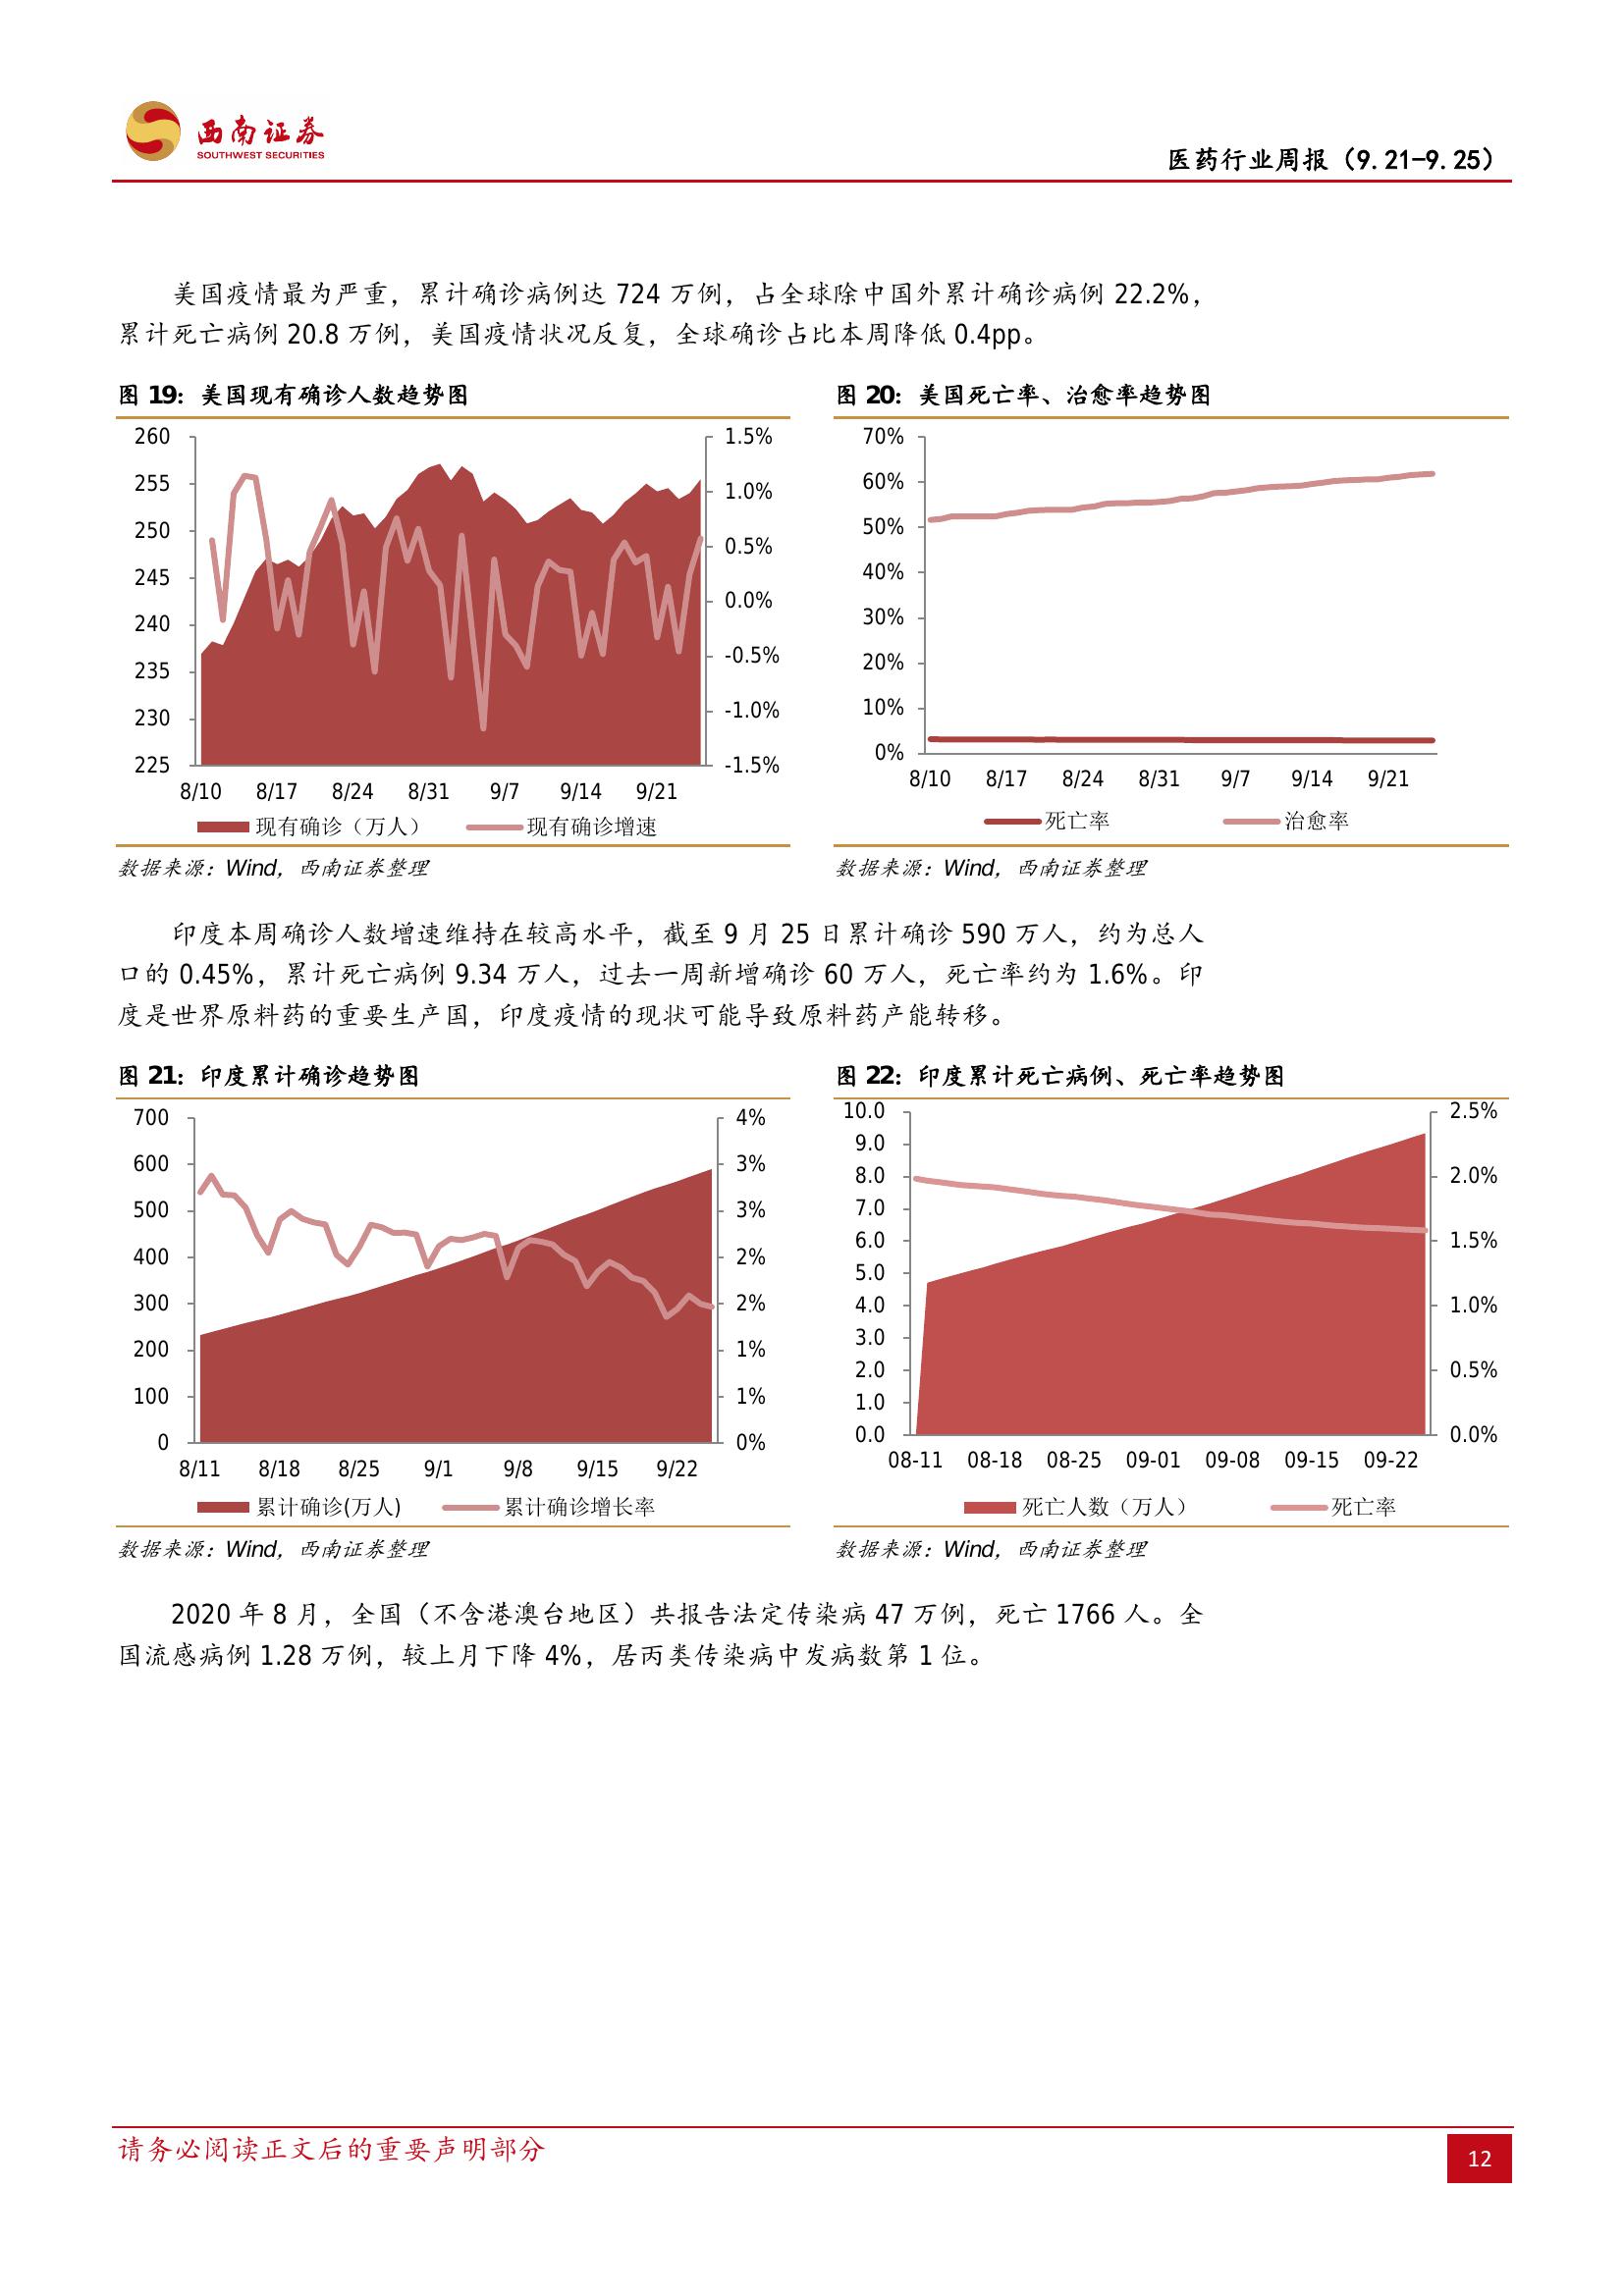 西南证券
SOUTHWEST SECURITIES
医药行业周报（9.21-9.25）
美国疫情最为严重，累计确诊病例达 724 万例，占全球除中国外累计确诊病例 22.2%，
累计死亡病例 20.8 万例，美国疫情状况反复，全球确诊占比本周降低 0.4pp。
图 19：美国现有确诊人数趋势图
260
255
250
245
240
235
230
225
1.5%
1.0%
0.5%
0.0%
-0.5%
-1.0%
-1.5%
8/10 8/17 8/24 8/31 9/7 9/14 9/21
现有确诊（万人） 现有确诊增速
数据来源：Wind，西南证券整理
图 20：美国死亡率、治愈率趋势图
70%
60%
50%
40%
30%
20%
10%
0%
8/10 8/17 8/24 8/31 9/7 9/14 9/21
死亡率 治愈率
数据来源：Wind，西南证券整理
印度本周确诊人数增速维持在较高水平，截至 9 月 25 日累计确诊 590 万人，约为总人
口的 0.45%，累计死亡病例 9.34 万人，过去一周新增确诊 60 万人，死亡率约为 1.6%。印
度是世界原料药的重要生产国，印度疫情的现状可能导致原料药产能转移。
图 21：印度累计确诊趋势图
700
600
500
400
300
200
100
0
4%
3%
3%
2%
2%
1%
1%
0%
8/11 8/18 8/25 9/1 9/8 9/15 9/22
累计确诊(万人) 累计确诊增长率
数据来源：Wind，西南证券整理
图 22：印度累计死亡病例、死亡率趋势图
10.0
9.0
8.0
7.0
6.0
5.0
4.0
3.0
2.0
1.0
0.0
2.5%
2.0%
1.5%
1.0%
0.5%
0.0%
08-11 08-18 08-25 09-01 09-08 09-15 09-22
死亡人数（万人） 死亡率
数据来源：Wind，西南证券整理
2020 年 8 月，全国（不含港澳台地区）共报告法定传染病 47 万例，死亡 1766 人。全
国流感病例 1.28 万例，较上月下降 4%，居丙类传染病中发病数第 1 位。
请务必阅读正文后的重要声明部分
12